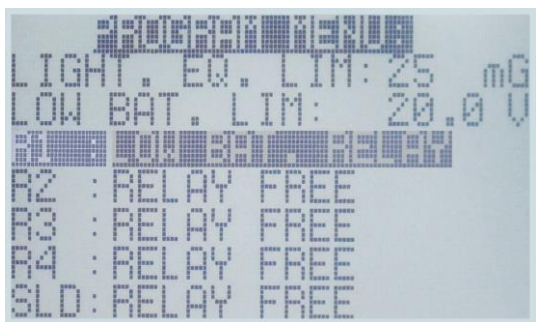 PROGRAM MENU:
LIGHT. EQ. LIM: 25 mG
LOW BAT. LIM: 20.0 V
R1 : LOW BAT. RELAY
R2 : RELAY FREE
R3 : RELAY FREE
R4 : RELAY FREE
SLD: RELAY FREE